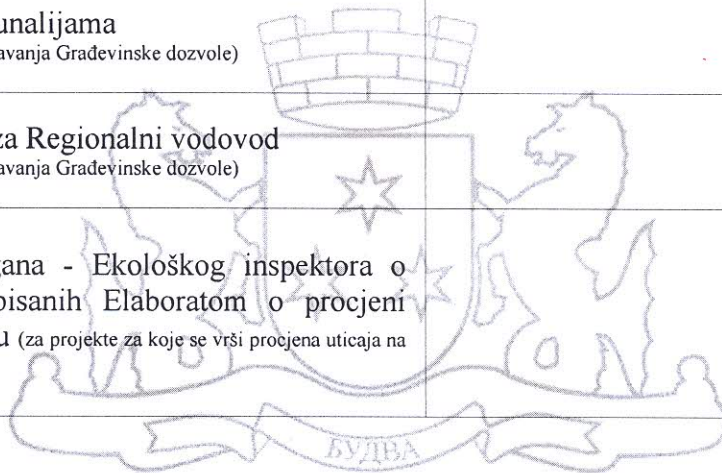 unalijama
avanja Građevinske dozvole)
za Regionalni vodovod
avanja Građevinske dozvole)
gana - Ekološkog inspektora o
pisanih Elaboratom o procjeni
u (za projekte za koje se vrši procjena uticaja na
БУДВА